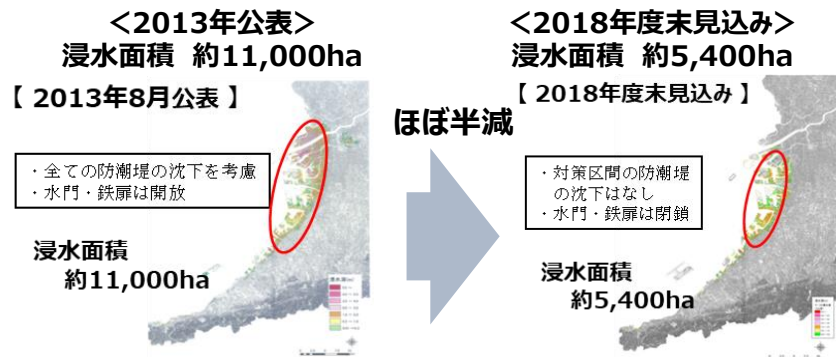 ＜2013年公表＞
浸水面積 約11,000ha
【 2013年8月公表 】
・全ての防潮堤の沈下を考慮
・水門・鉄扉は開放
浸水面積
約11,000ha
ほぼ半減
＜2018年度末見込み＞
浸水面積 約5,400ha
【 2018年度末見込み 】
・対策区間の防潮堤
の沈下はなし
・水門・鉄扉は閉鎖
浸水面積
約5,400ha